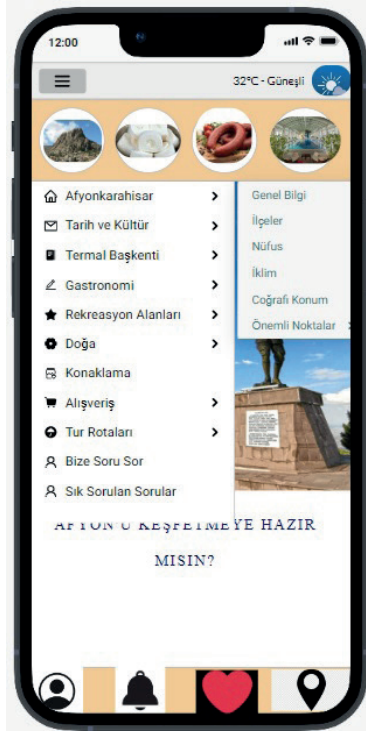 12:00
32°C - Güneşli
Afyonkarahisar
Tarih ve Kültür
Termal Başkenti
Gastronomi
Rekreasyon Alanları
Doğa
Konaklama
Alışveriş
Tur Rotaları
Bize Soru Sor
Sık Sorulan Sorular
Genel Bilgi
İlçeler
Nüfus
İklim
Coğrafi Konum
Önemli Noktalar
AFYON'U KEŞFETMEYE HAZIR
MISIN?